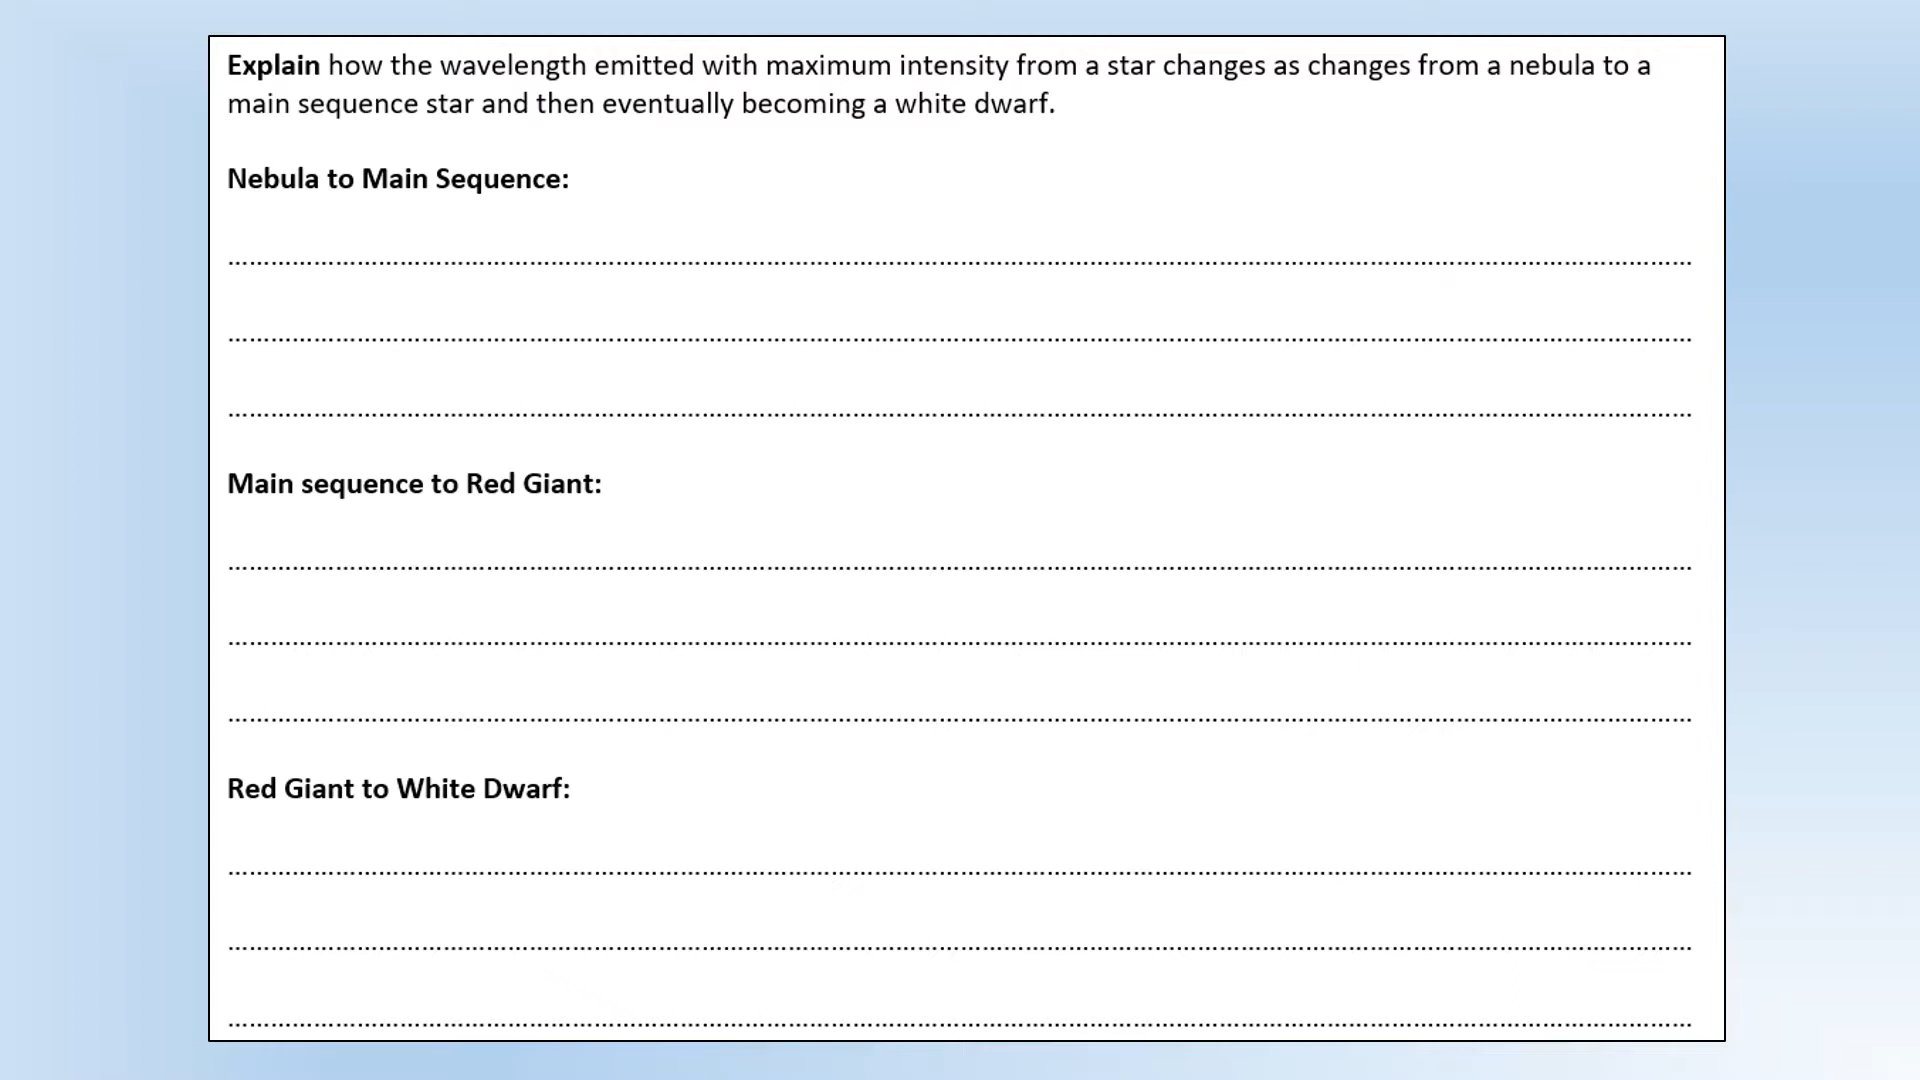 Explain how the wavelength emitted with maximum intensity from a star changes as changes from a nebula to a
main sequence star and then eventually becoming a white dwarf.
Nebula to Main Sequence:
Main sequence to Red Giant:
Red Giant to White Dwarf: